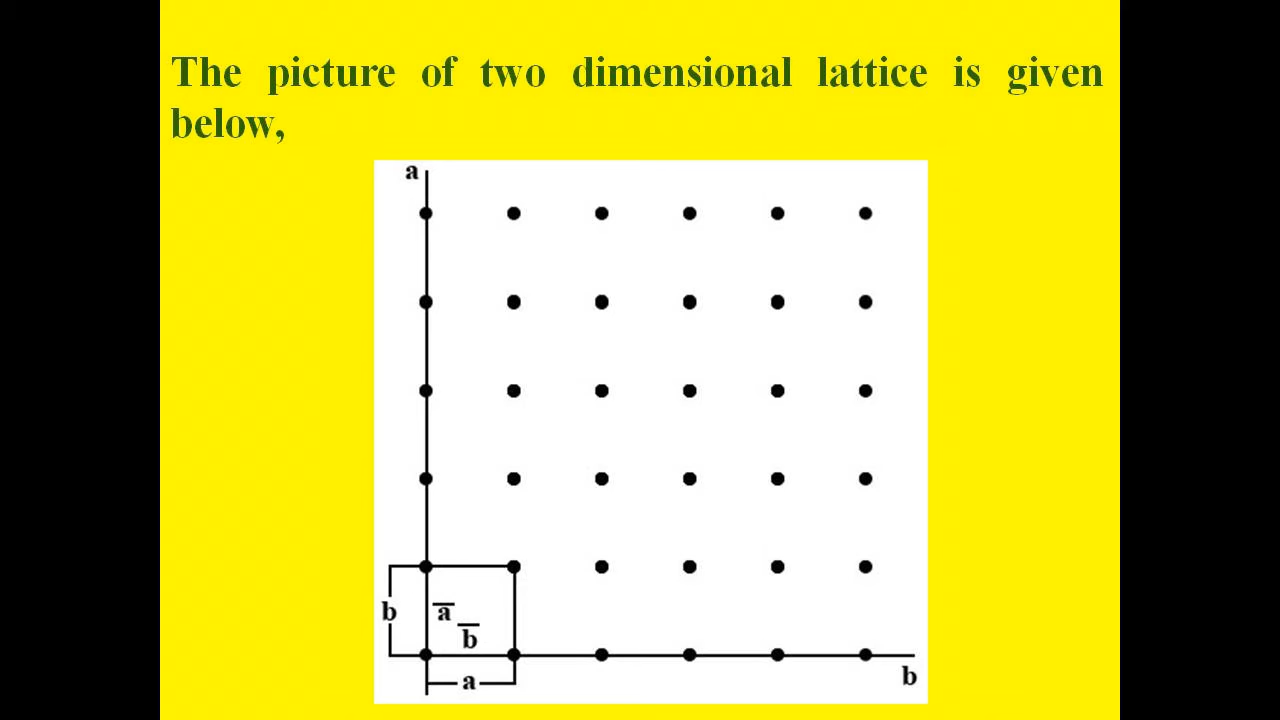 The picture of two dimensional lattice is given
below,
a
b
a̅
b̅
a
b